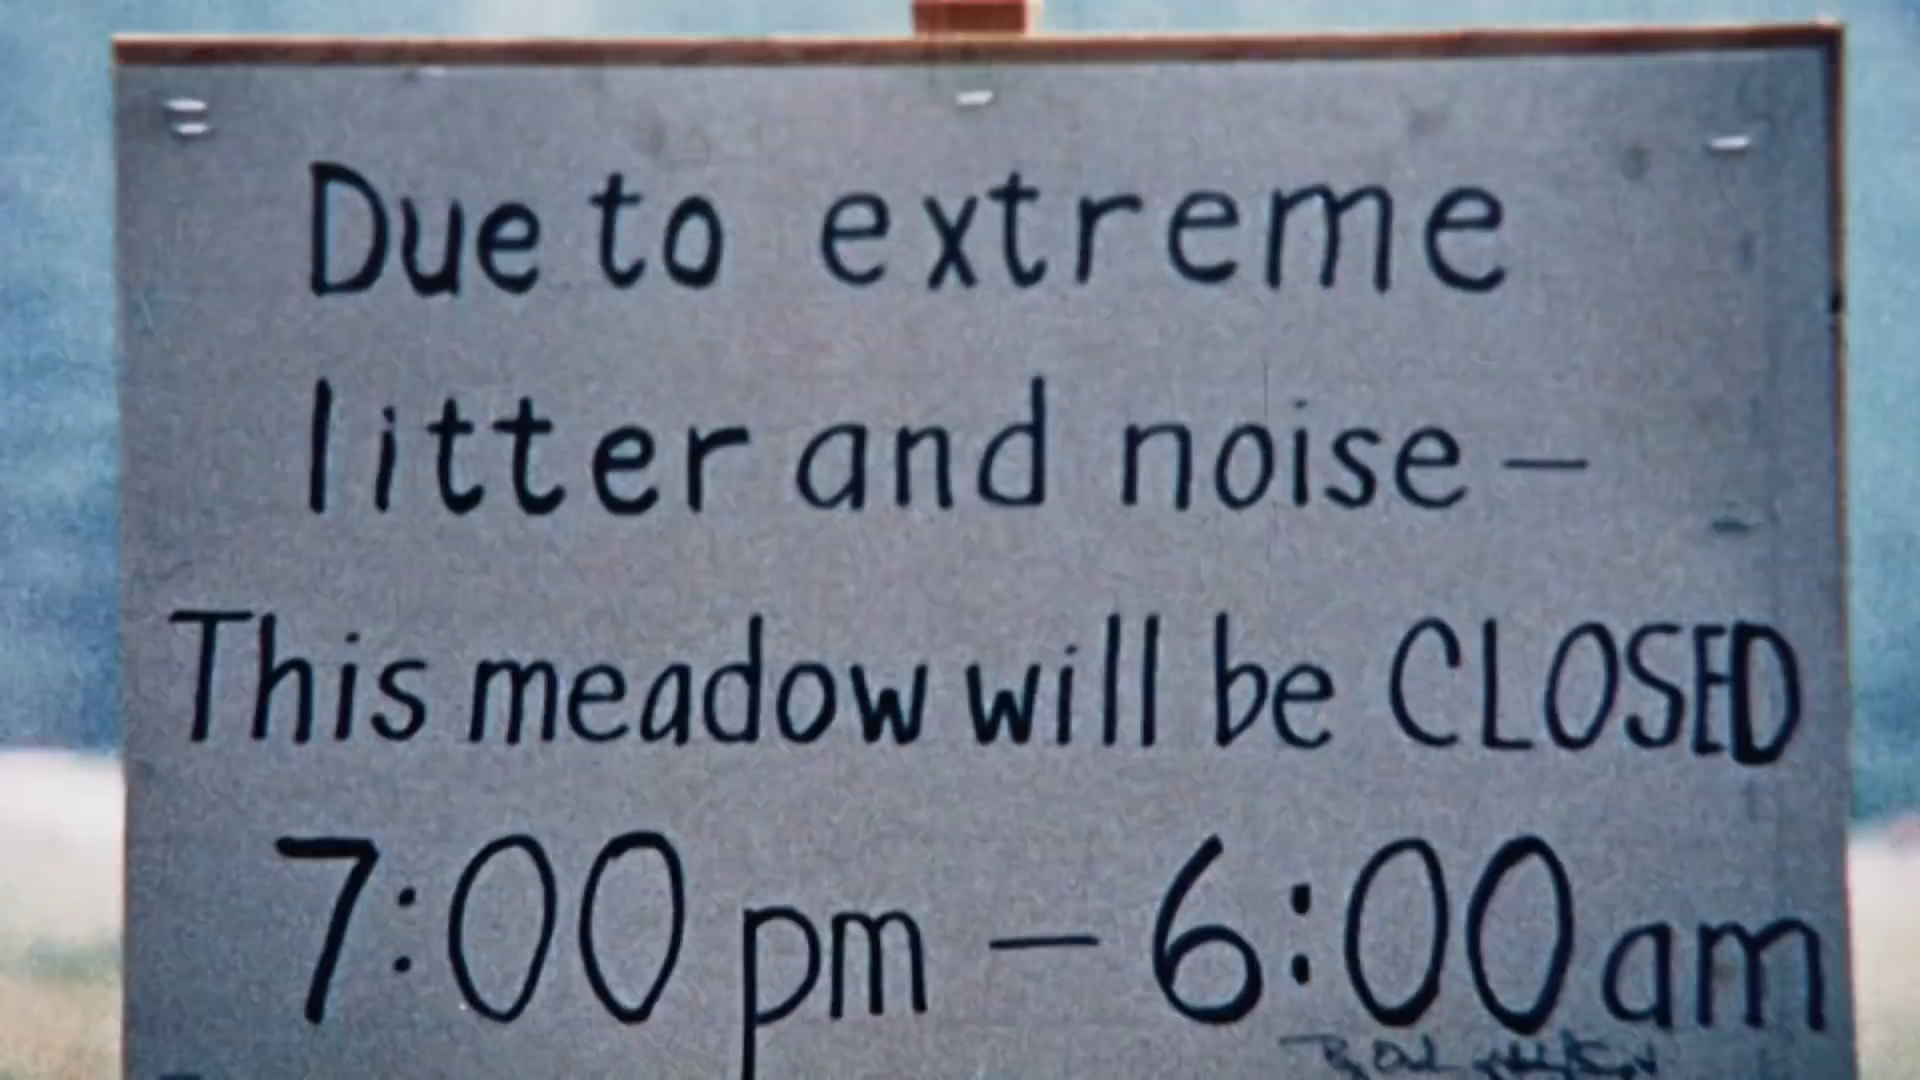 Due to extreme
litter and noise —
This meadow will be CLOSED
7:00 pm — 6:00 am